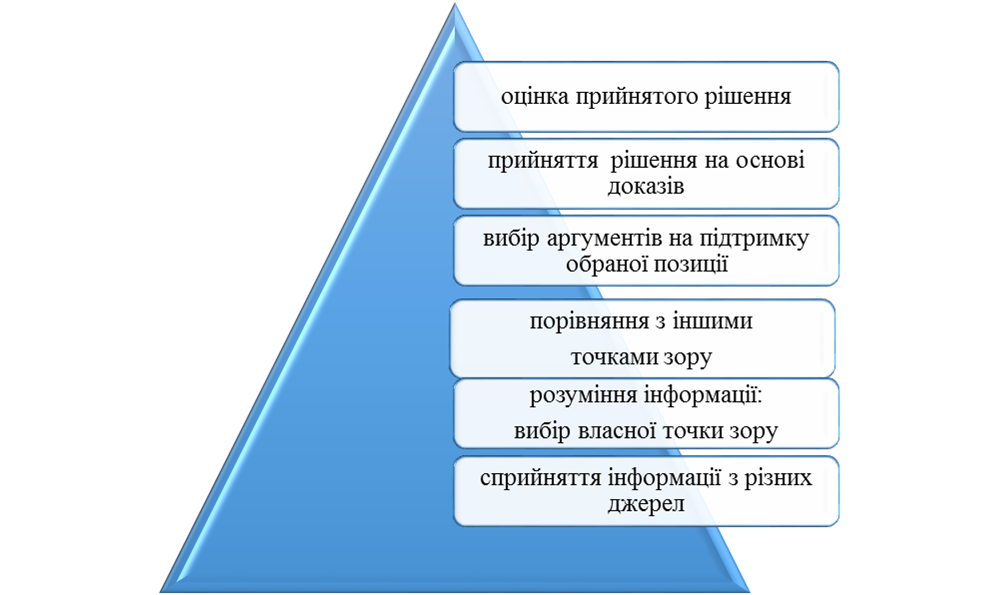 оцінка прийнятого рішення
прийняття рішення на основі
доказів
вибір аргументів на підтримку
обраної позиції
порівняння з іншими
точками зору
розуміння інформації:
вибір власної точки зору
сприйняття інформації з різних
джерел